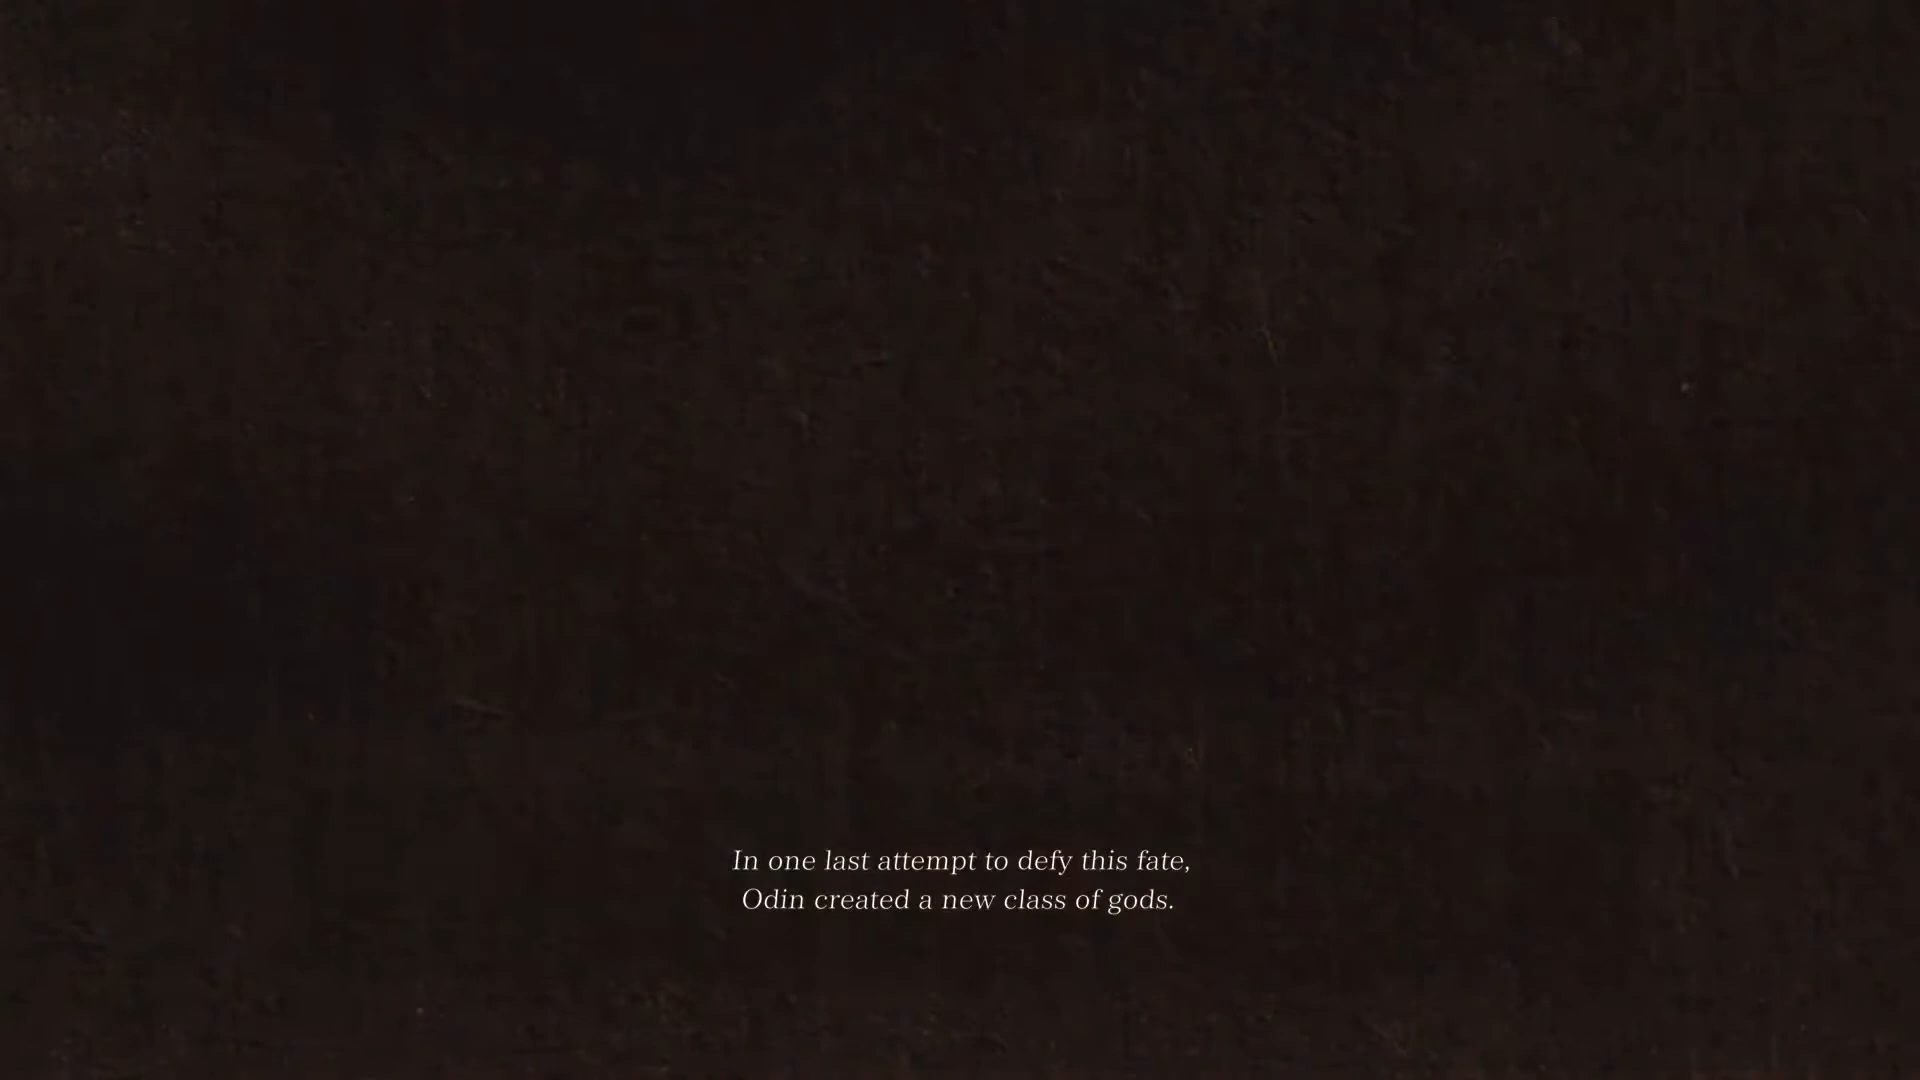 In one last attempt to defy this fate,
Odin created a new class of gods.